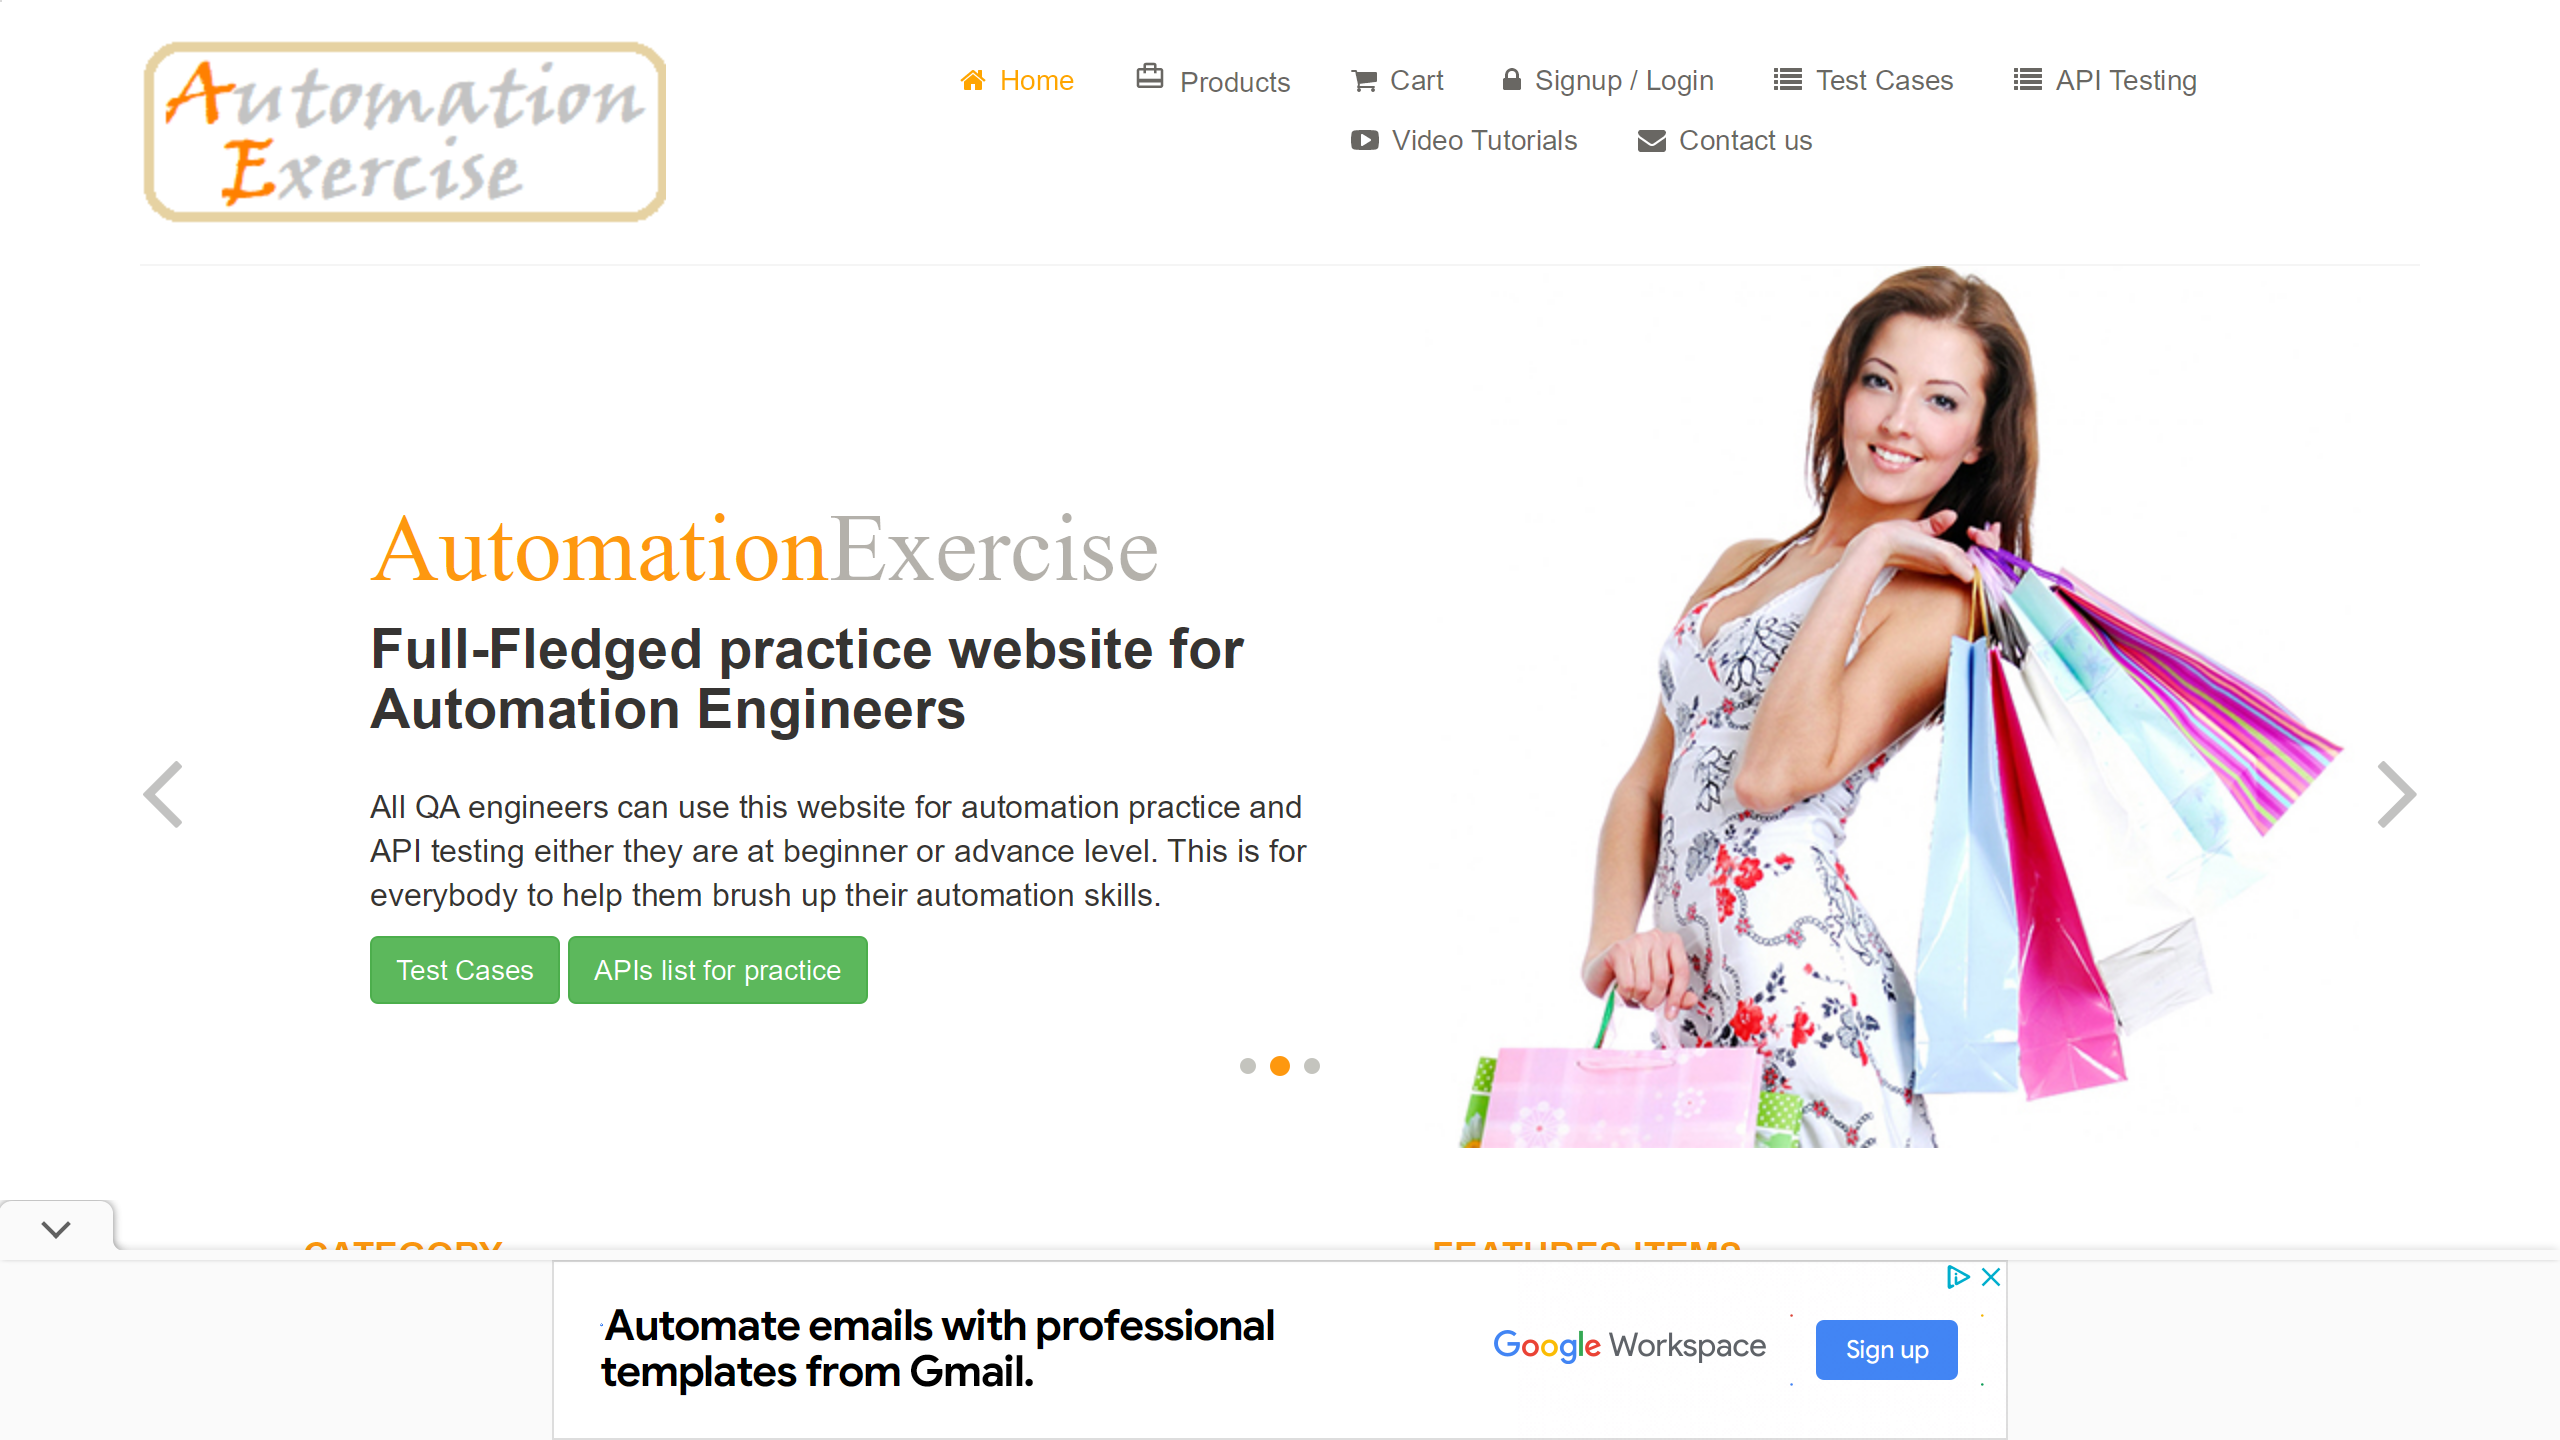 Automation
Exercise
Home
Products
Cart
Signup / Login
Test Cases
API Testing
Video Tutorials
Contact us
AutomationExercise
Full-Fledged practice website for
Automation Engineers
All QA engineers can use this website for automation practice and
API testing either they are at beginner or advance level. This is for
everybody to help them brush up their automation skills.
Test Cases
APIs list for practice
CATEGORY
FEATURES ITEMS
Automate emails with professional
templates from Gmail.
Google Workspace
Sign up